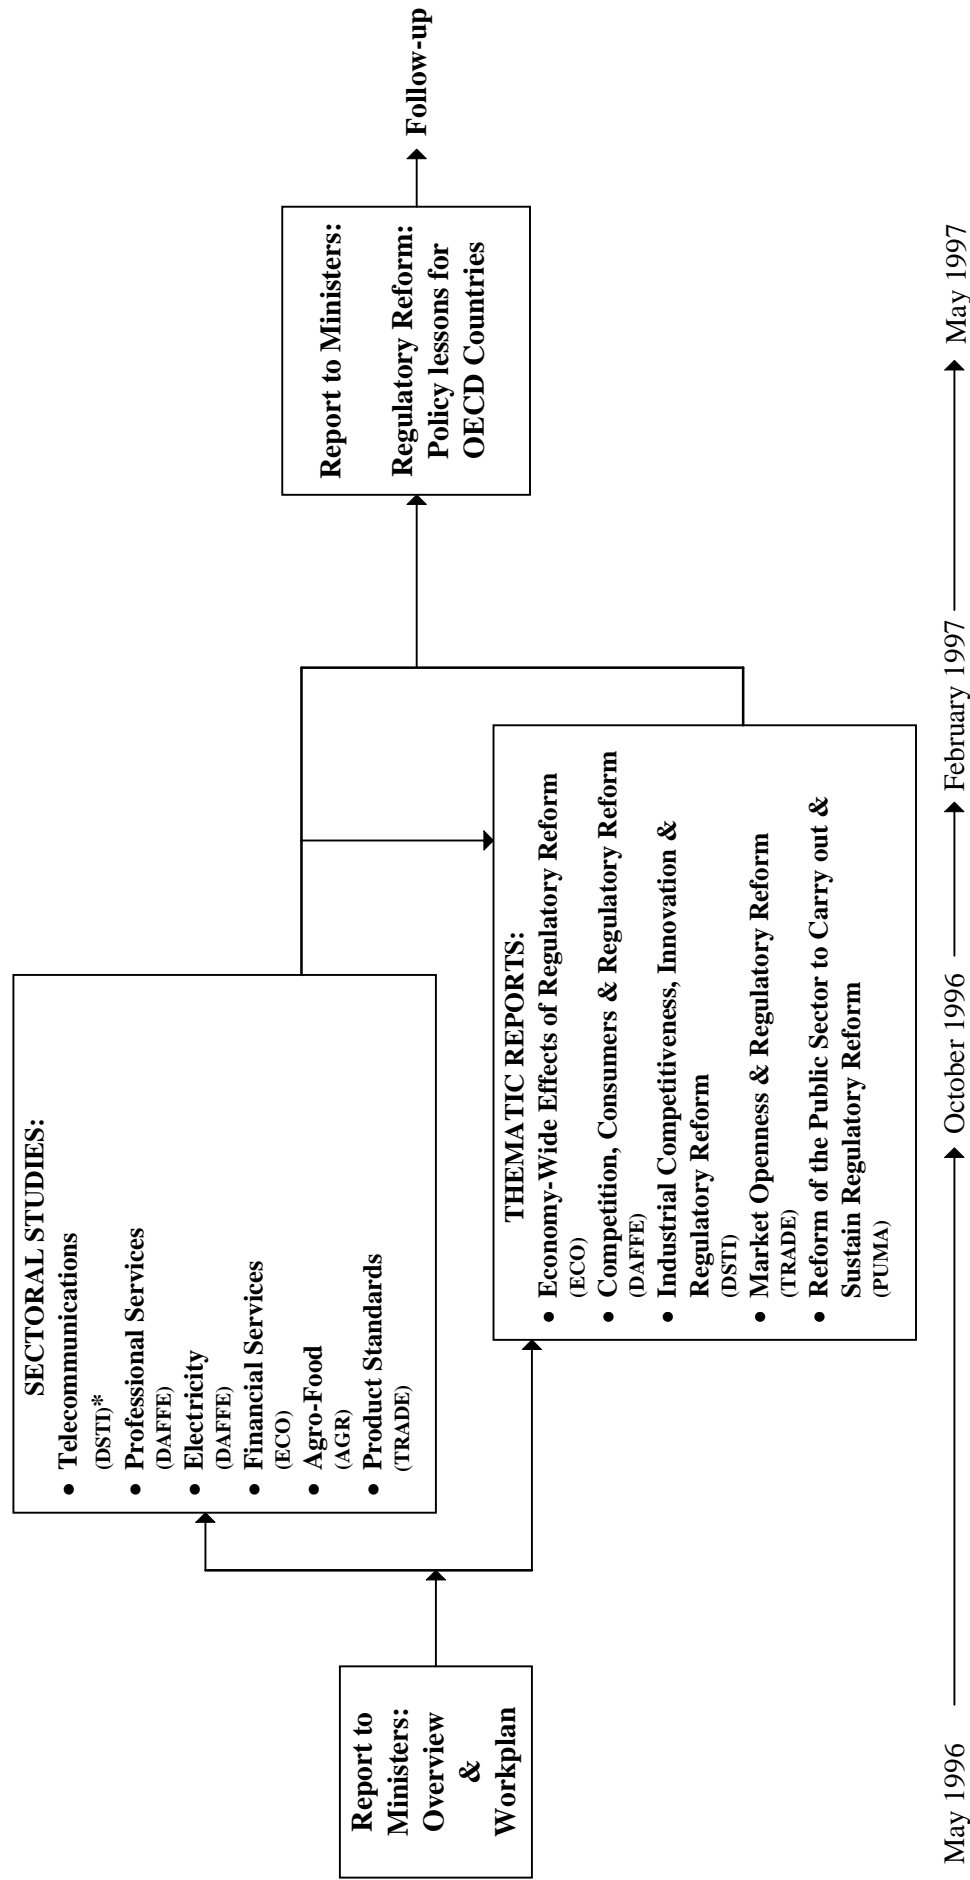 Report to
Ministers:
Overview
&
Workplan
SECTORAL STUDIES:
• Telecommunications
(DSTI)*
• Professional Services
(DAFFE)
• Electricity
(DAFFE)
• Financial Services
(ECO)
• Agro-Food
(AGR)
• Product Standards
(TRADE)
THEMATIC REPORTS:
• Economy-Wide Effects of Regulatory Reform
(ECO)
• Competition, Consumers & Regulatory Reform
(DAFFE)
• Industrial Competitiveness, Innovation &
Regulatory Reform
(DSTI)
• Market Openness & Regulatory Reform
(TRADE)
• Reform of the Public Sector to Carry out &
Sustain Regulatory Reform
(PUMA)
Report to Ministers:
Regulatory Reform:
Policy lessons for
OECD Countries
Follow-up
May 1996 October 1996 February 1997 May 1997